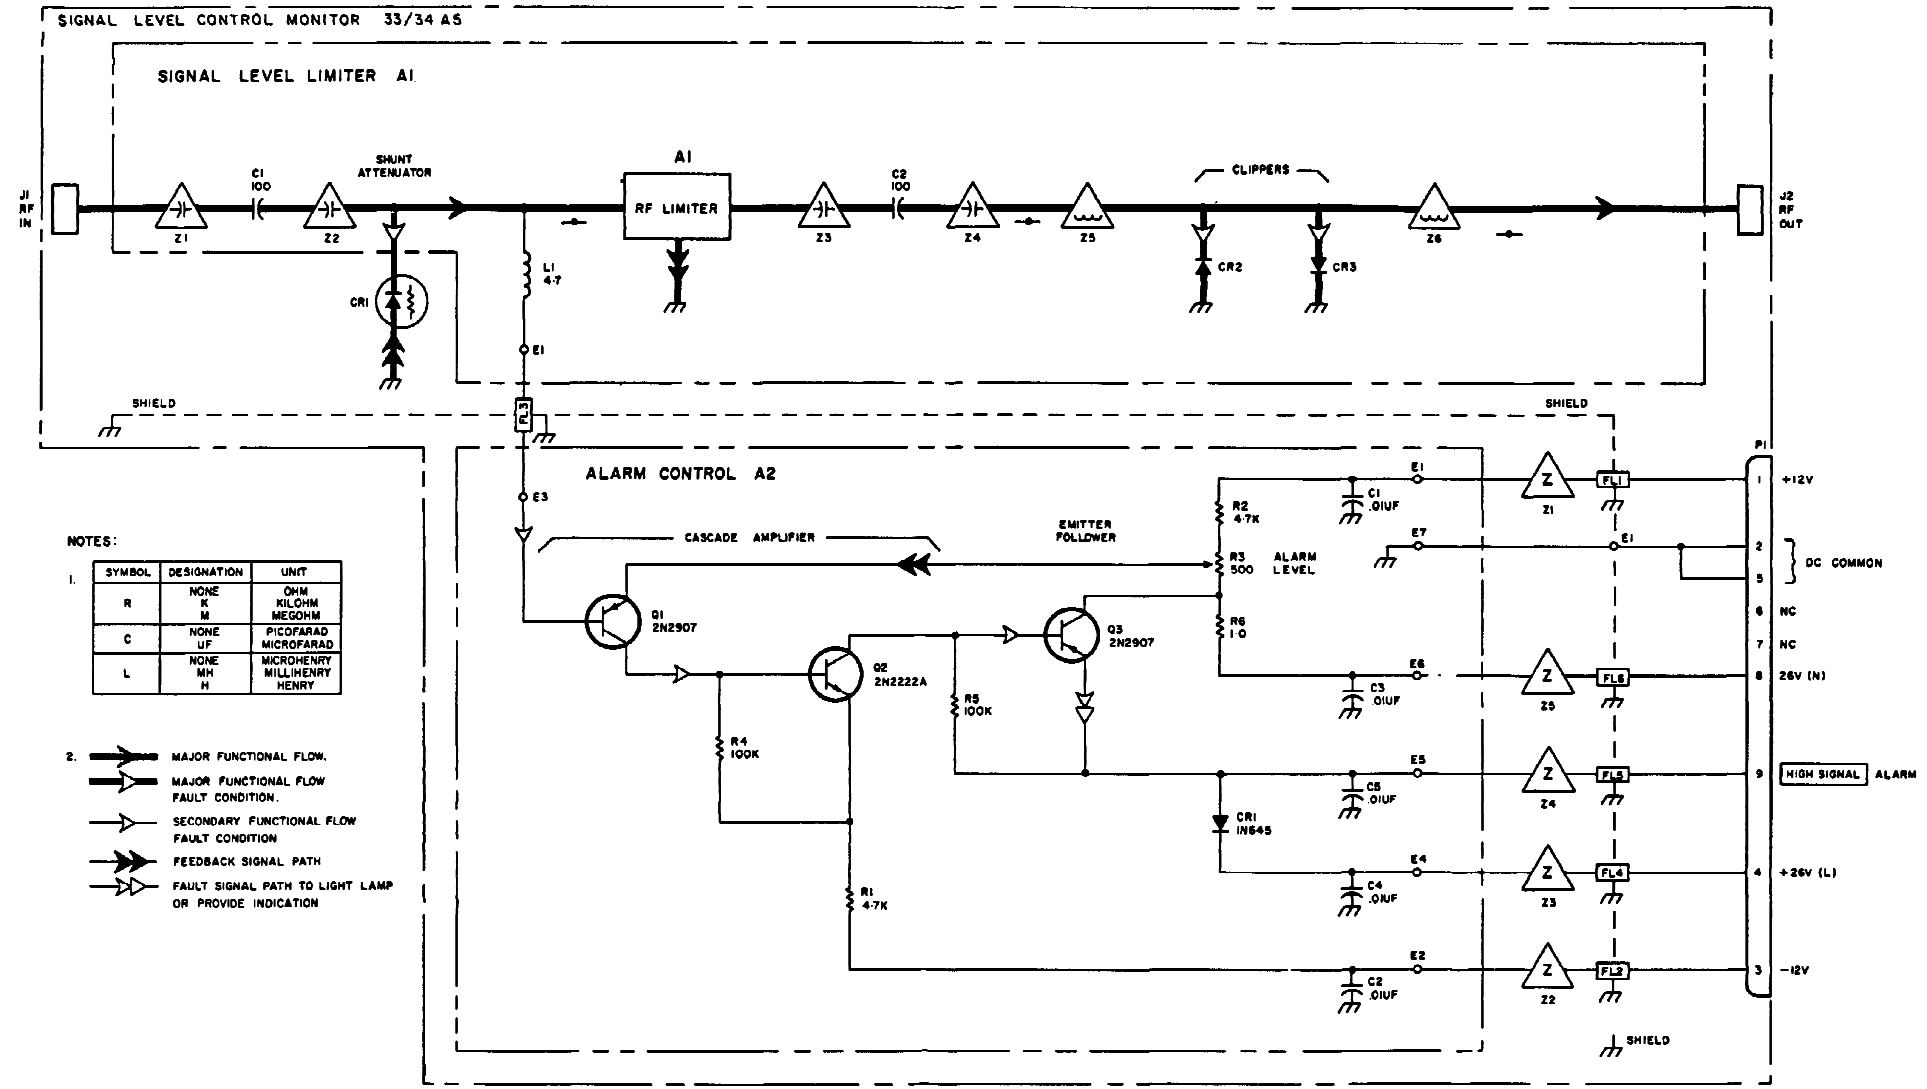 SIGNAL LEVEL CONTROL MONITOR 33/34 A5
SIGNAL LEVEL LIMITER A1
J1
RF
IN
Z1
C1
100
Z2
SHUNT
ATTENUATOR
CR1
L1
4.7
E1
A1
RF LIMITER
Z3
C2
100
Z4
Z5
CLIPPERS
CR2
CR3
Z6
J2
RF
OUT
SHIELD
FL3
SHIELD
ALARM CONTROL A2
E3
CASCADE AMPLIFIER
EMITTER
FOLLOWER
Q1
2N2907
Q2
2N2222A
Q3
2N2907
R2
4.7K
R3
500
ALARM
LEVEL
R6
1.0
R5
100K
R4
100K
R1
4.7K
CR1
IN645
C1
.01UF
C3
.01UF
C5
.01UF
C4
.01UF
C2
.01UF
E1
E7
E6
E5
E4
E2
Z
Z1
Z
Z5
Z
Z4
Z
Z3
Z
Z2
FL1
E1
FL6
FL5
FL4
FL2
SHIELD
P1
1 +12V
2
5
DC COMMON
6 NC
7 NC
8 26V (N)
9 HIGH SIGNAL ALARM
4 +26V (L)
3 -12V
NOTES:
1.
SYMBOL DESIGNATION UNIT
NONE OHM
R K KILOHM
M MEGOHM
C NONE PICOFARAD
UF MICROFARAD
NONE MICROHENRY
L MH MILLIHENRY
H HENRY
2. MAJOR FUNCTIONAL FLOW.
MAJOR FUNCTIONAL FLOW
FAULT CONDITION.
SECONDARY FUNCTIONAL FLOW
FAULT CONDITION
FEEDBACK SIGNAL PATH
FAULT SIGNAL PATH TO LIGHT LAMP
OR PROVIDE INDICATION